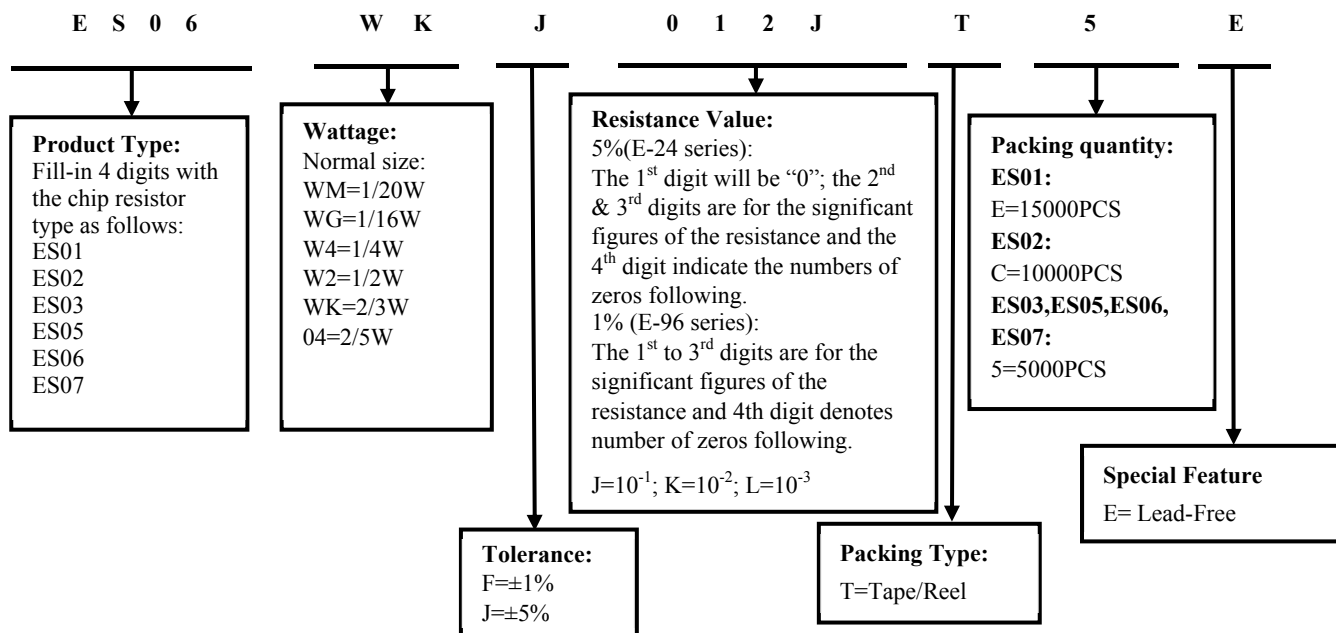 E S 0 6 W K J 0 1 2 J T 5 E
Product Type:
Fill-in 4 digits with
the chip resistor
type as follows:
ES01
ES02
ES03
ES05
ES06
ES07
Wattage:
Normal size:
WM=1/20W
WG=1/16W
W4=1/4W
W2=1/2W
WK=2/3W
04=2/5W
Tolerance:
F=±1%
J=±5%
Resistance Value:
5%(E-24 series):
The 1st digit will be “0”; the 2nd
& 3rd digits are for the significant
figures of the resistance and the
4th digit indicate the numbers of
zeros following.
1% (E-96 series):
The 1st to 3rd digits are for the
significant figures of the
resistance and 4th digit denotes
number of zeros following.
J=10-1; K=10-2; L=10-3
Packing Type:
T=Tape/Reel
Packing quantity:
ES01:
E=15000PCS
ES02:
C=10000PCS
ES03,ES05,ES06,
ES07:
5=5000PCS
Special Feature
E= Lead-Free